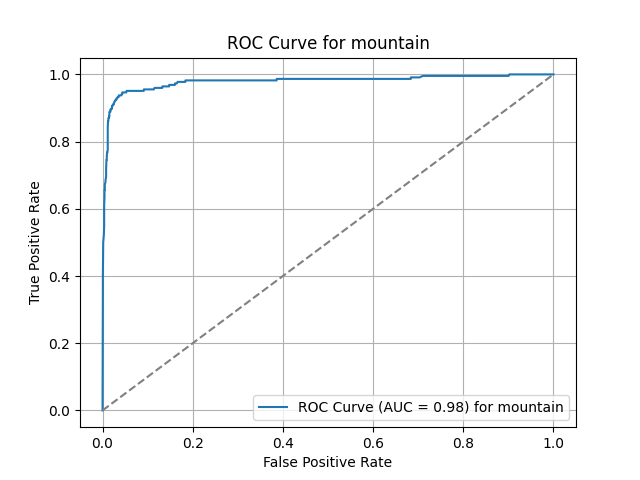 ROC Curve for mountain
True Positive Rate
1.0
0.8
0.6
0.4
0.2
0.0
ROC Curve (AUC = 0.98) for mountain
0.0 0.2 0.4 0.6 0.8 1.0
False Positive Rate